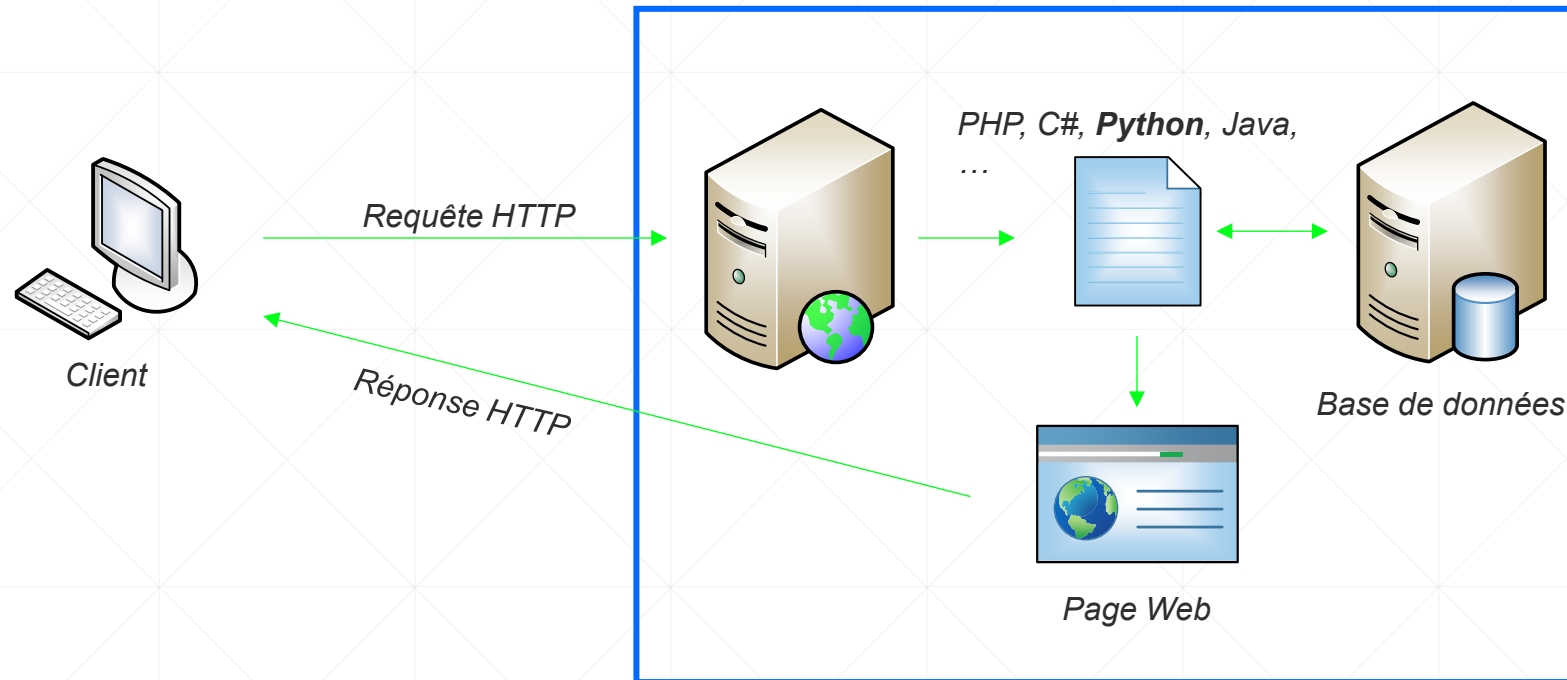 PHP, C#, Python, Java,
…
Requête HTTP
Client
Réponse HTTP
Base de données
Page Web